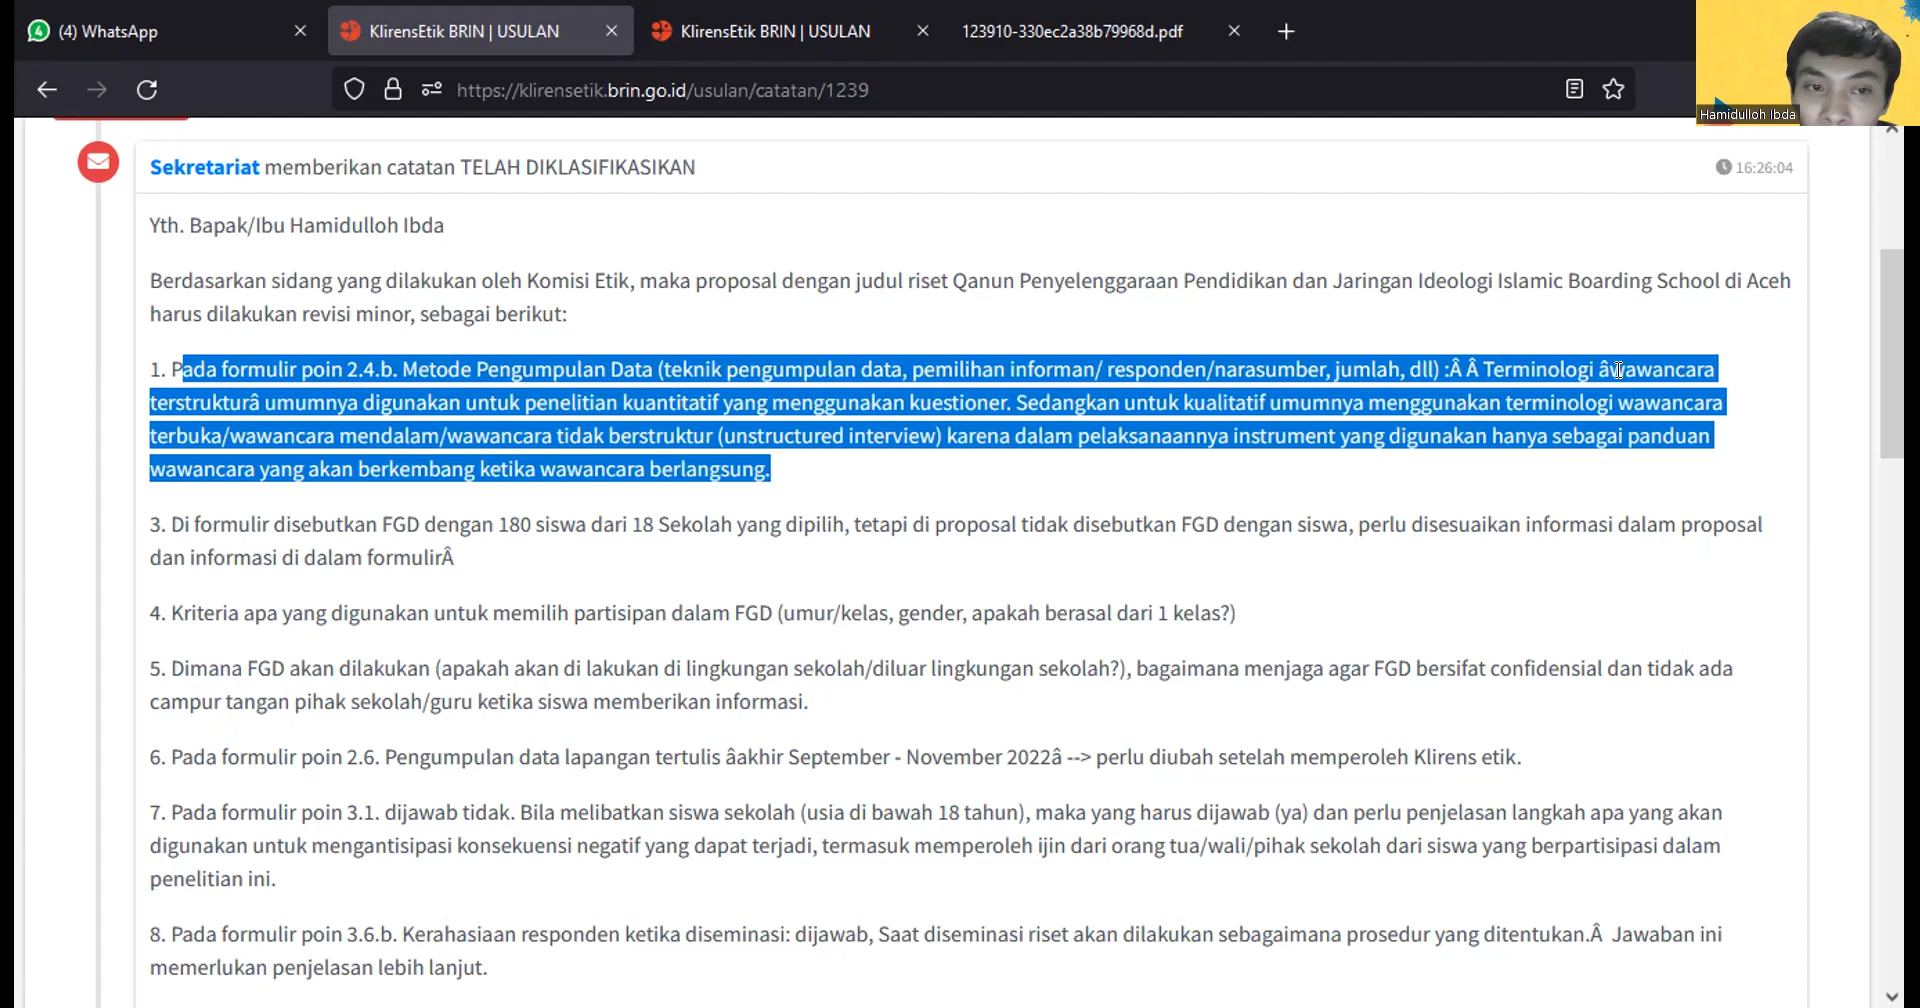 (4) WhatsApp
KlirensEtik BRIN | USULAN
KlirensEtik BRIN | USULAN
123910-330ec2a38b79968d.pdf
https://klirensetik.brin.go.id/usulan/catatan/1239
Hamidulloh Ibda
Sekretariat memberikan catatan TELAH DIKLASIFIKASIKAN
16:26:04
Yth. Bapak/Ibu Hamidulloh Ibda
Berdasarkan sidang yang dilakukan oleh Komisi Etik, maka proposal dengan judul riset Qanun Penyelenggaraan Pendidikan dan Jaringan Ideologi Islamic Boarding School di Aceh
harus dilakukan revisi minor, sebagai berikut:
1. Pada formulir poin 2.4.b. Metode Pengumpulan Data (teknik pengumpulan data, pemilihan informan/ responden/narasumber, jumlah, dll) :Â Â Terminologi âwawancara
terstrukturâ umumnya digunakan untuk penelitian kuantitatif yang menggunakan kuestioner. Sedangkan untuk kualitatif umumnya menggunakan terminologi wawancara
terbuka/wawancara mendalam/wawancara tidak berstruktur (unstructured interview) karena dalam pelaksanaannya instrument yang digunakan hanya sebagai panduan
wawancara yang akan berkembang ketika wawancara berlangsung.
3. Di formulir disebutkan FGD dengan 180 siswa dari 18 Sekolah yang dipilih, tetapi di proposal tidak disebutkan FGD dengan siswa, perlu disesuaikan informasi dalam proposal
dan informasi di dalam formulirÂ
4. Kriteria apa yang digunakan untuk memilih partisipan dalam FGD (umur/kelas, gender, apakah berasal dari 1 kelas?)
5. Dimana FGD akan dilakukan (apakah akan di lakukan di lingkungan sekolah/diluar lingkungan sekolah?), bagaimana menjaga agar FGD bersifat confidensial dan tidak ada
campur tangan pihak sekolah/guru ketika siswa memberikan informasi.
6. Pada formulir poin 2.6. Pengumpulan data lapangan tertulis âakhir September - November 2022â --> perlu diubah setelah memperoleh Klirens etik.
7. Pada formulir poin 3.1. dijawab tidak. Bila melibatkan siswa sekolah (usia di bawah 18 tahun), maka yang harus dijawab (ya) dan perlu penjelasan langkah apa yang akan
digunakan untuk mengantisipasi konsekuensi negatif yang dapat terjadi, termasuk memperoleh ijin dari orang tua/wali/pihak sekolah dari siswa yang berpartisipasi dalam
penelitian ini.
8. Pada formulir poin 3.6.b. Kerahasiaan responden ketika diseminasi: dijawab, Saat diseminasi riset akan dilakukan sebagaimana prosedur yang ditentukan.Â Jawaban ini
memerlukan penjelasan lebih lanjut.